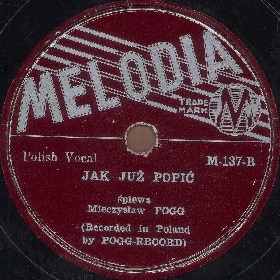 MELODIA
TRADE MARK
M
Polish Vocal
M-137-B
JAK JUŻ POPIĆ
śpiewa
Mieczysław FOGG
(Recorded in Poland
by FOGG-RECORD)